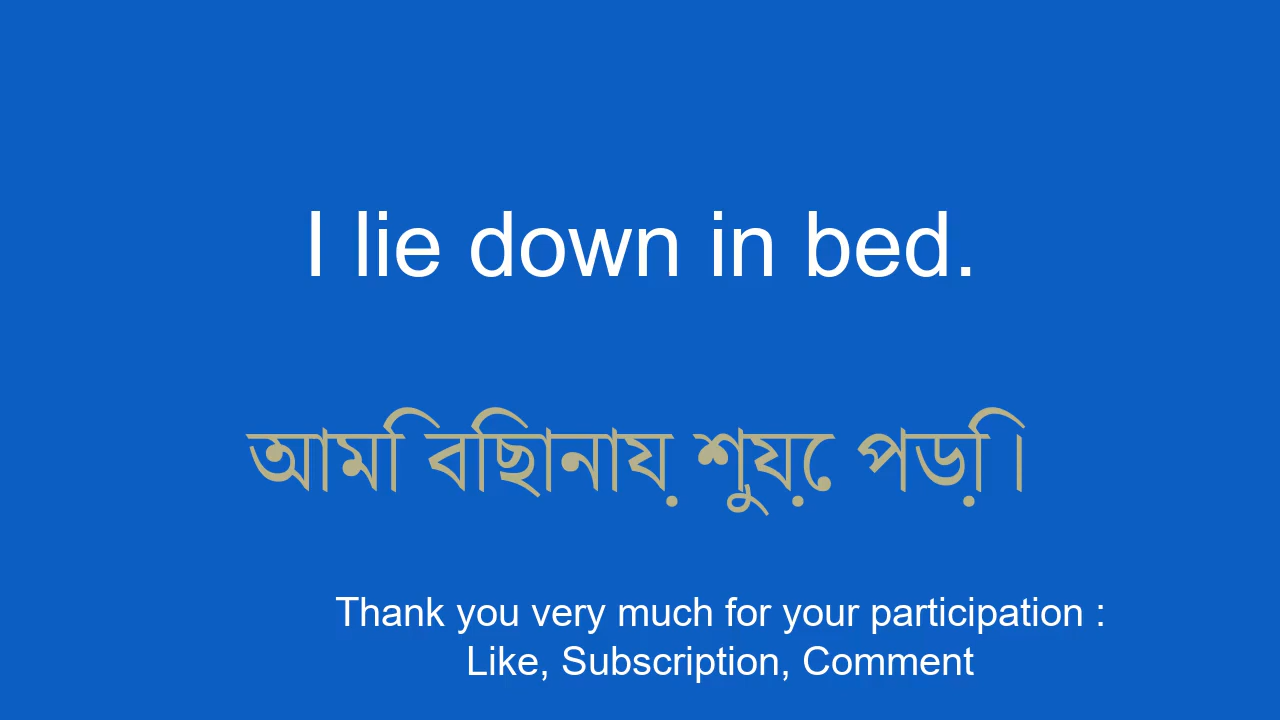 I lie down in bed.
আমি বিছানায় শুয়ে পড়ি।
Thank you very much for your participation :
Like, Subscription, Comment